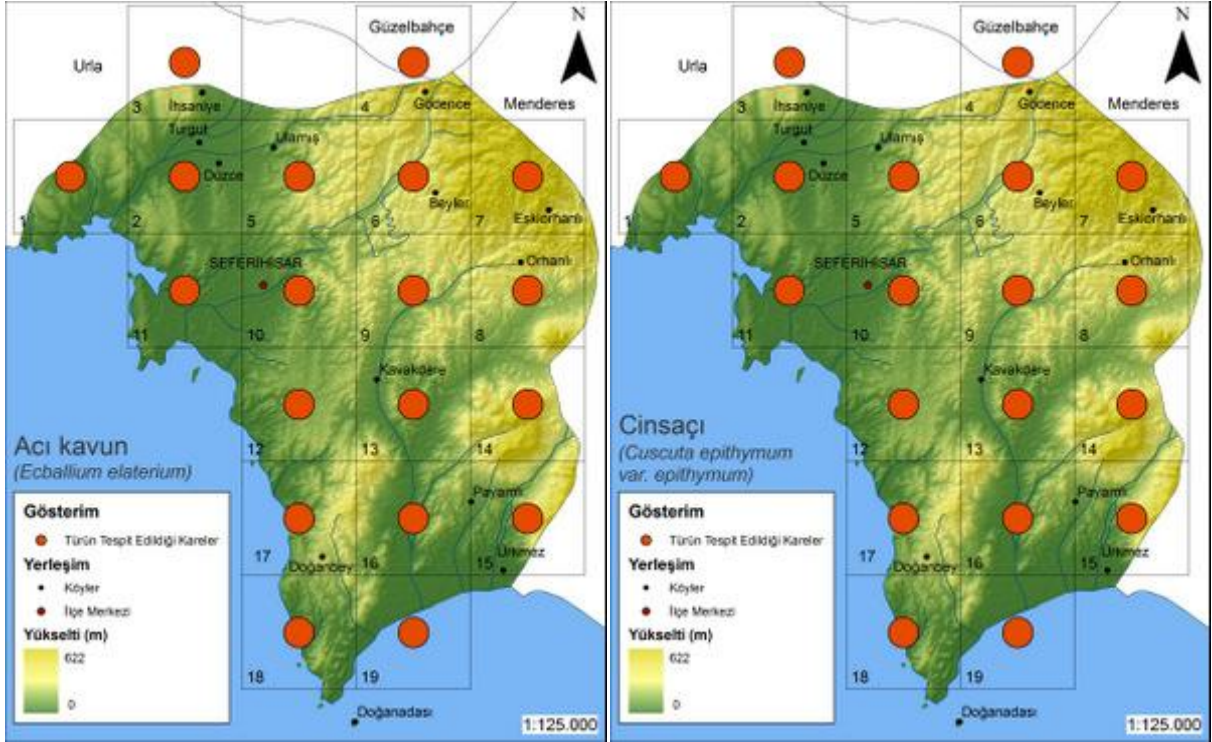 N
Güzelbahçe
Urla
3
İhsaniye
4
Gödence
Menderes
Turgut
Ulamış
Düzce
Beyler
Eskiorhanlı
1
2
5
6
7
SEFERİHİSAR
Orhanlı
11
10
9
8
Kavakdere
Acı kavun
(Ecballium elaterium)
12
13
14
Payamlı
Gösterim
Türün Tespit Edildiği Kareler
Yerleşim
Köyler
İlçe Merkezi
Yükselti (m)
622
0
17
Doğanbey
16
15
Ürkmez
18
19
Doğanadası
1:125.000
N
Güzelbahçe
Urla
3
İhsaniye
4
Gödence
Menderes
Turgut
Ulamış
Düzce
Beyler
Eskiorhanlı
1
2
5
6
7
SEFERİHİSAR
Orhanlı
11
10
9
8
Kavakdere
Cinsaçı
(Cuscuta epithymum
var. epithymum)
12
13
14
Payamlı
Gösterim
Türün Tespit Edildiği Kareler
Yerleşim
Köyler
İlçe Merkezi
Yükselti (m)
622
0
17
Doğanbey
16
15
Ürkmez
18
19
Doğanadası
1:125.000